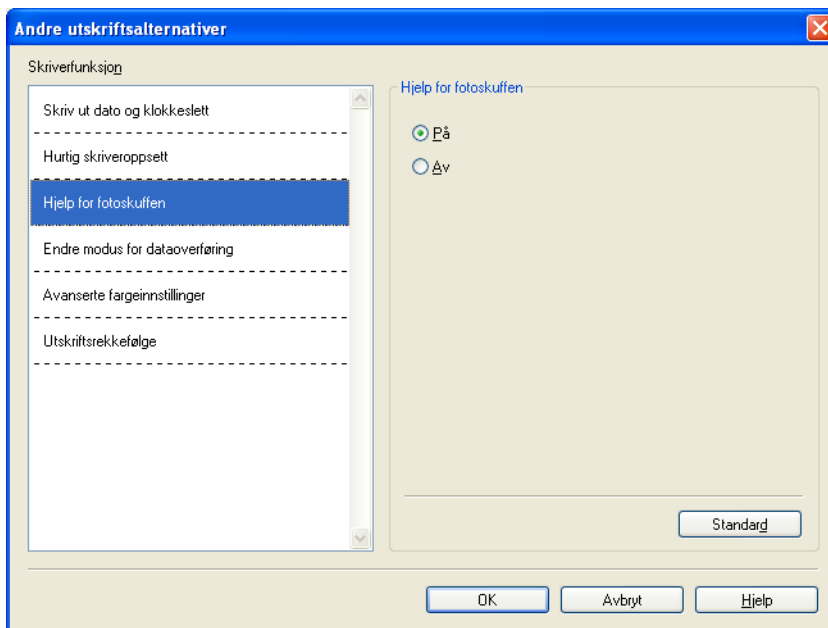 Andre utskriftsalternativer
Skriverfunksjon
Skriv ut dato og klokkeslett
Hurtig skriveroppsett
Hjelp for fotoskuffen
Endre modus for dataoverføring
Avanserte fargeinnstillinger
Utskriftsrekkefølge
Hjelp for fotoskuffen
På
Av
Standard
OK
Avbryt
Hjelp